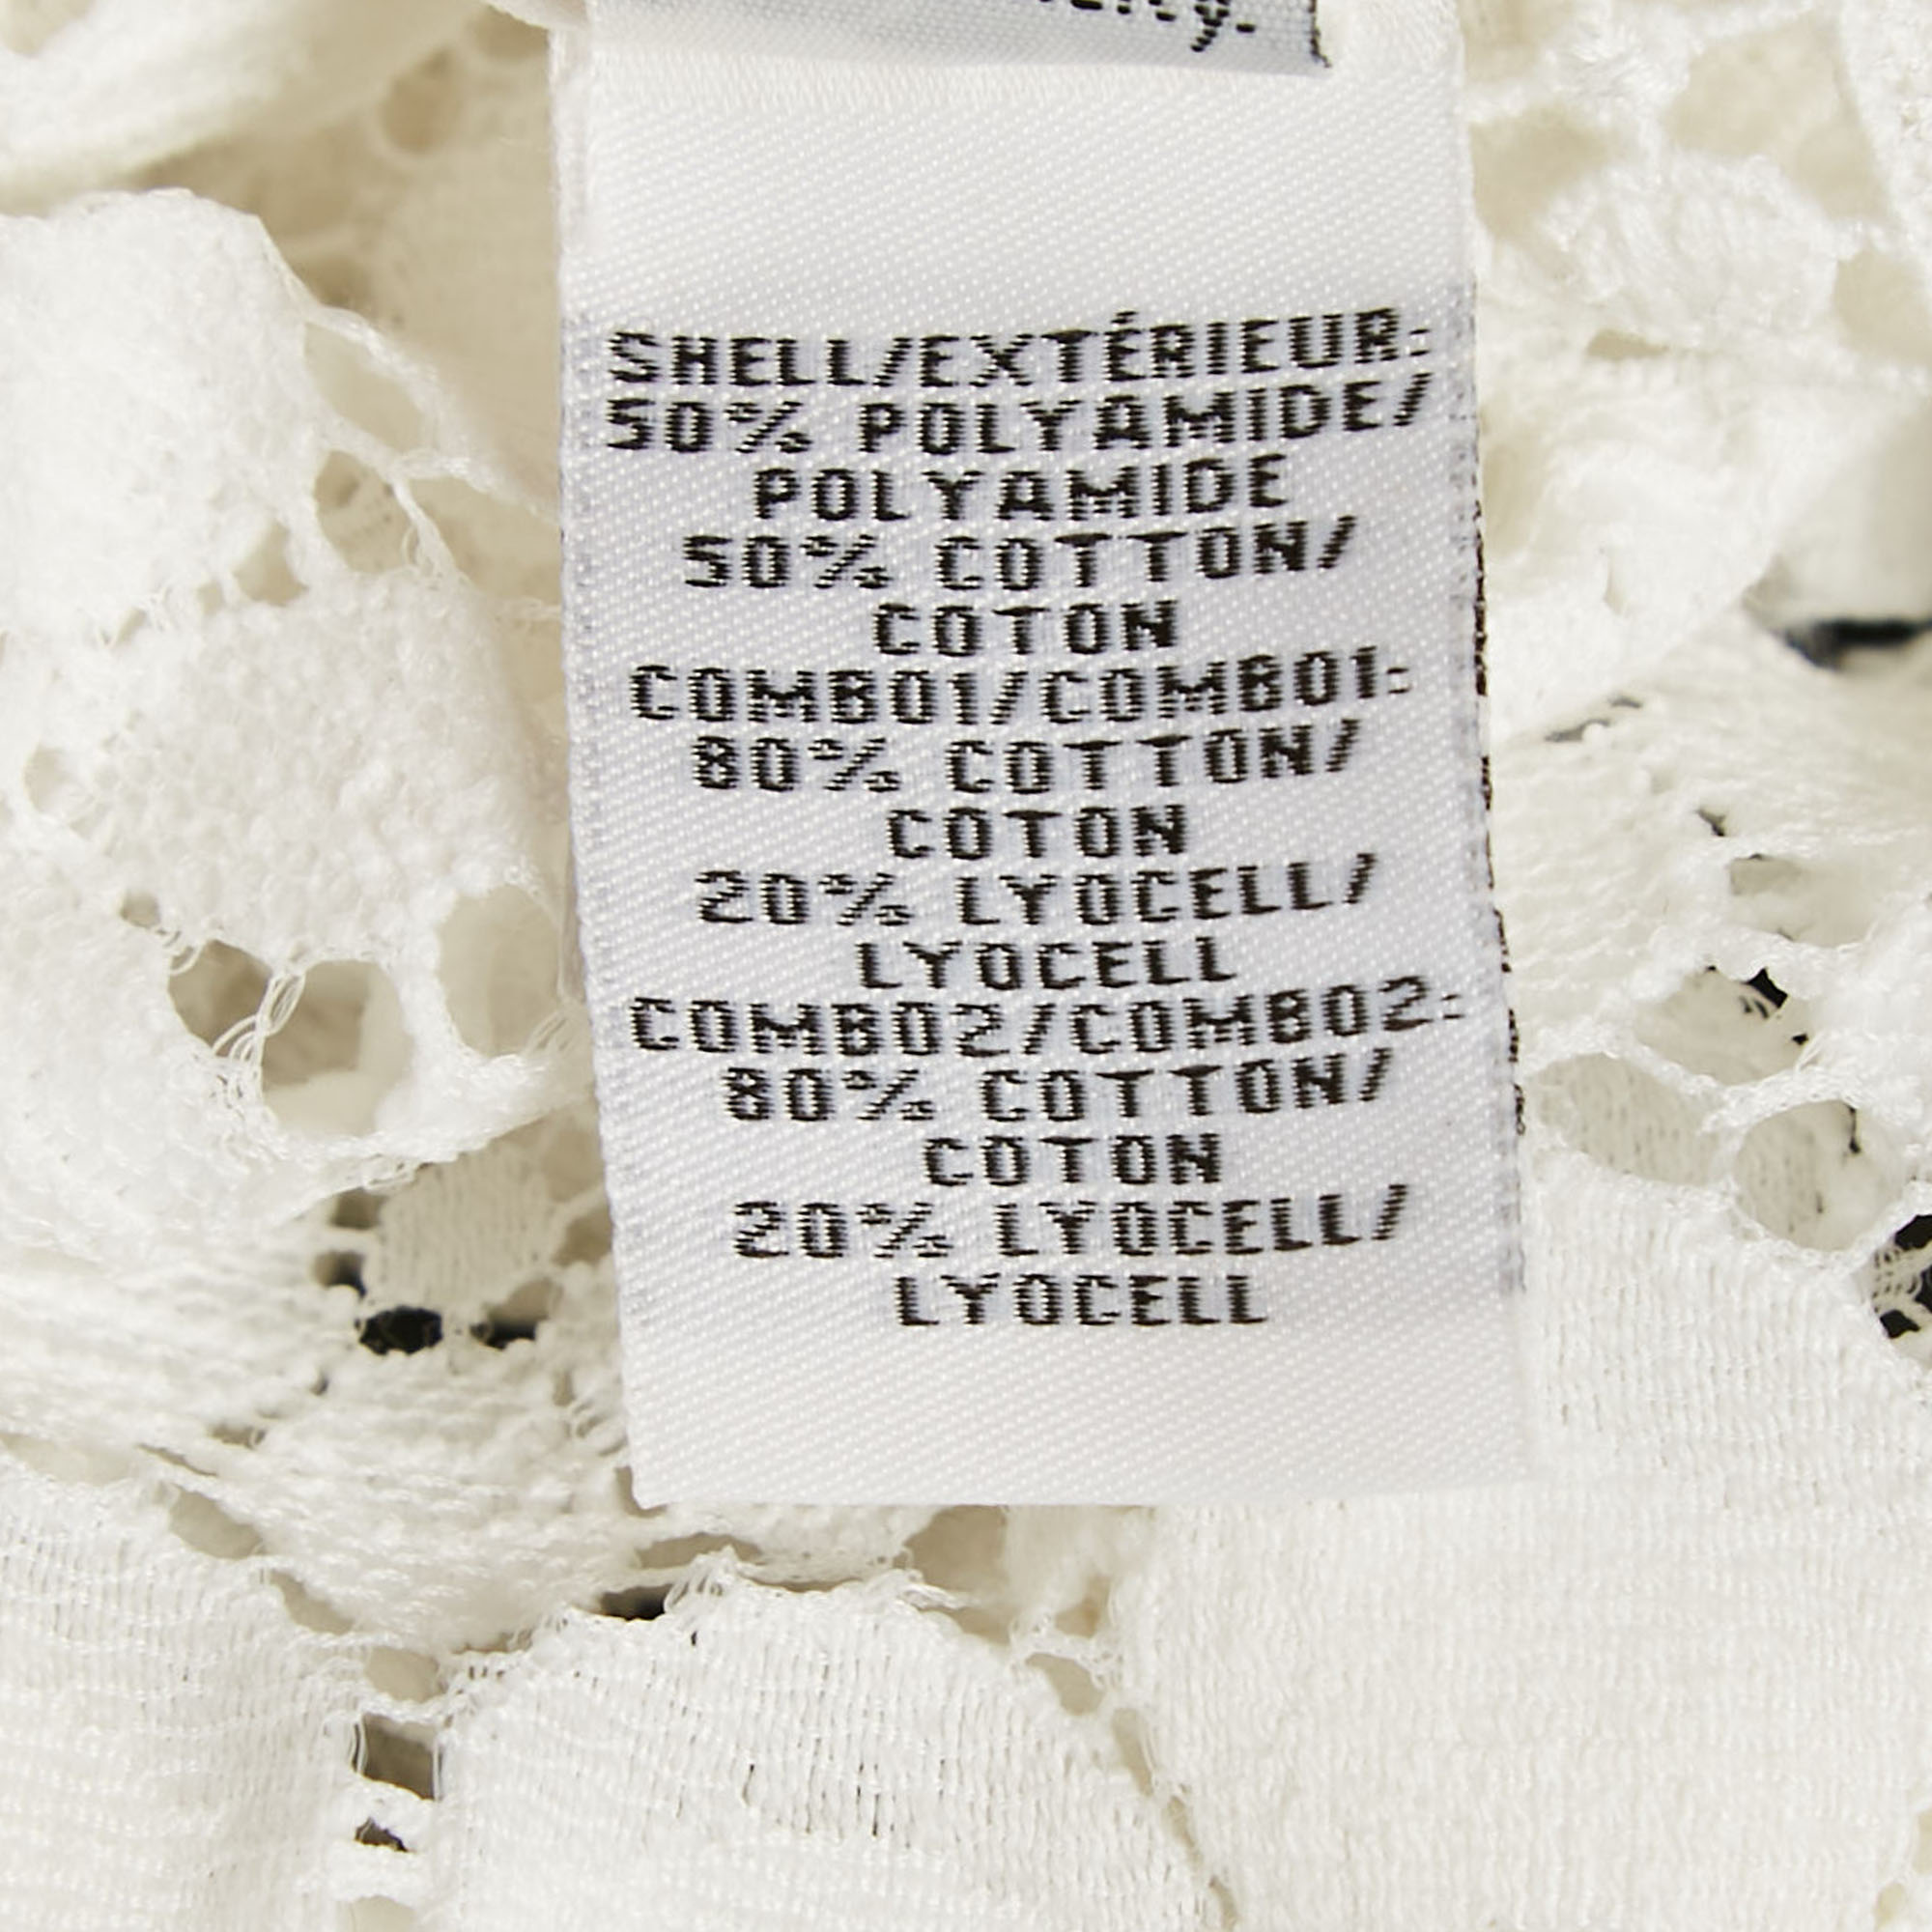 SHELL/EXTÉRIEUR:
50% POLYAMIDE/
POLYAMIDE
50% COTTON/
COTON
COMBO1/COMBO1:
80% COTTON/
COTON
20% LYOCELL/
LYOCELL
COMBO2/COMBO2:
80% COTTON/
COTON
20% LYOCELL/
LYOCELL